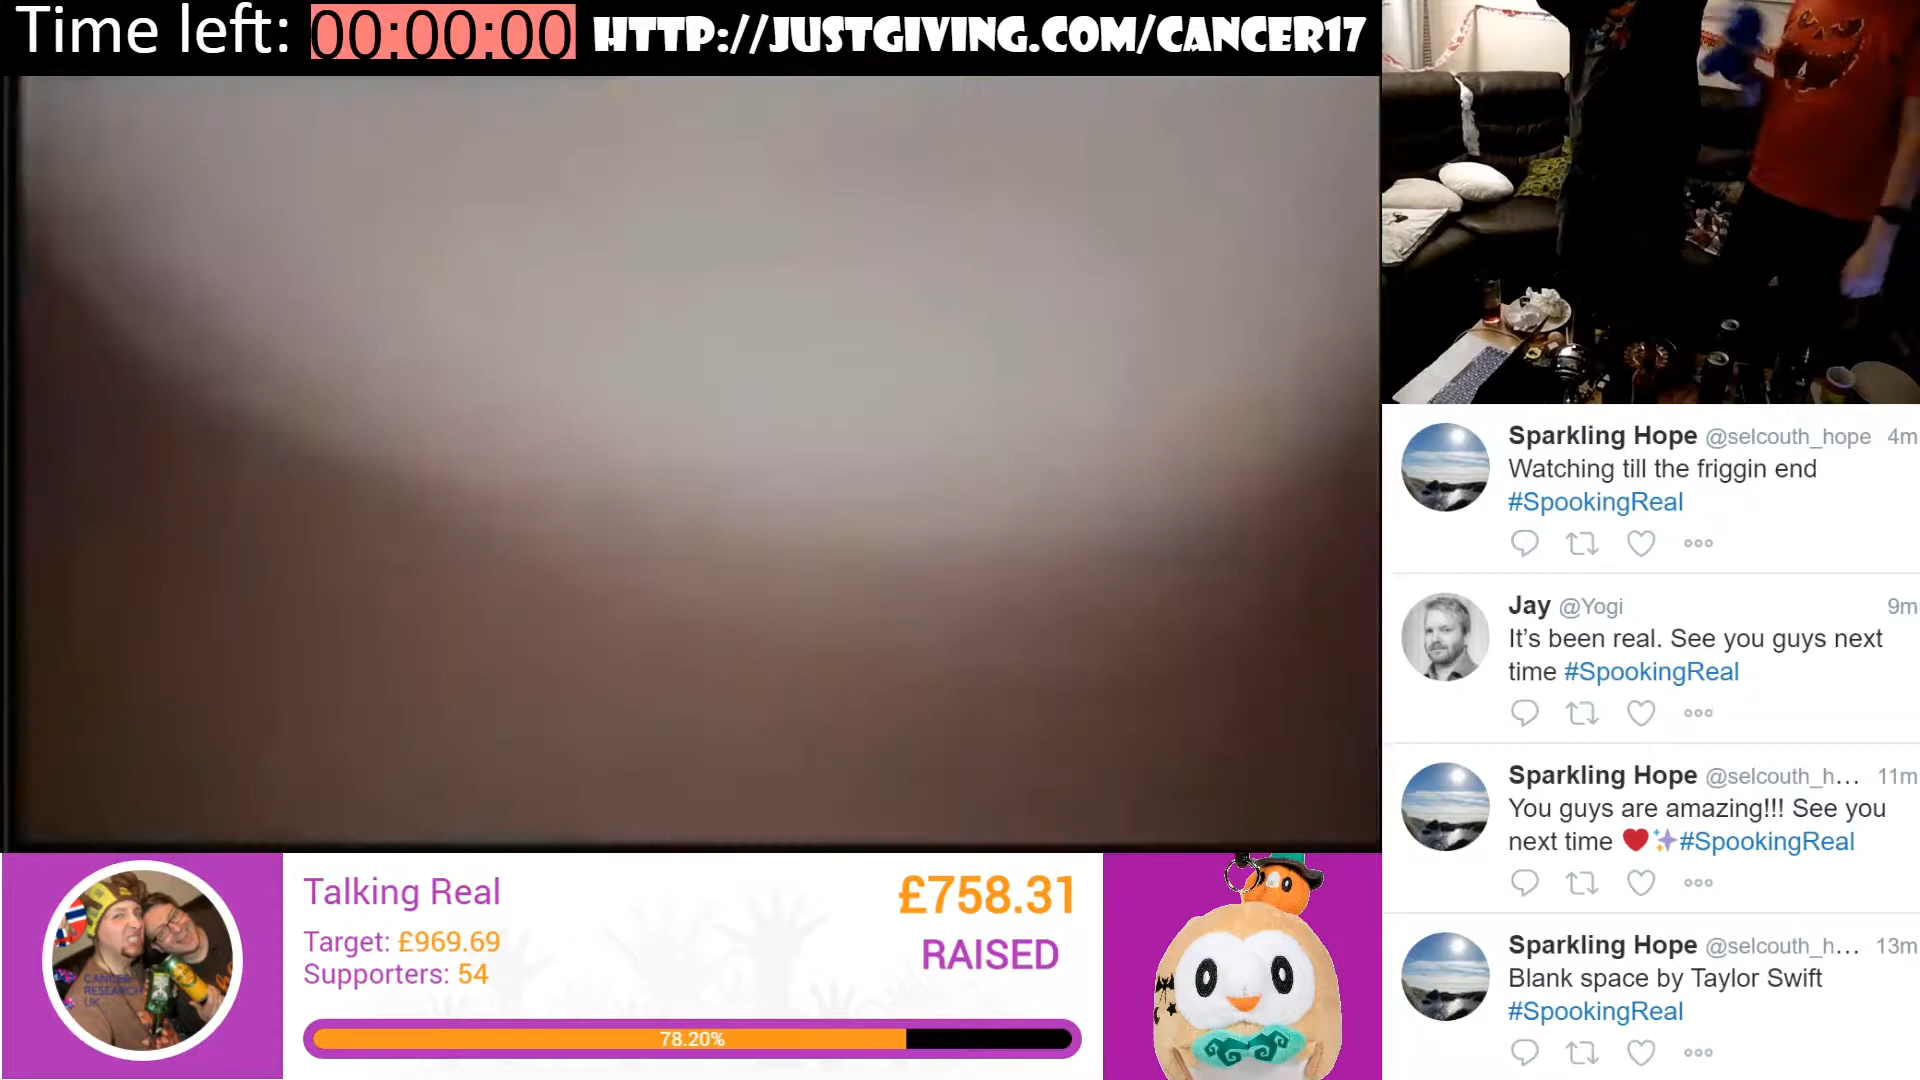 Time left: 00:00:00 HTTP://JUSTGIVING.COM/CANCER17
Sparkling Hope @selcouth_hope 4m
Watching till the friggin end
#SpookingReal
Jay @Yogi 9m
It’s been real. See you guys next
time #SpookingReal
Sparkling Hope @selcouth_h... 11m
You guys are amazing!!! See you
next time ❤️✨#SpookingReal
Sparkling Hope @selcouth_h... 13m
Blank space by Taylor Swift
#SpookingReal
CANCER
RESEARCH
UK
Talking Real
Target: £969.69
Supporters: 54
£758.31
RAISED
78.20%